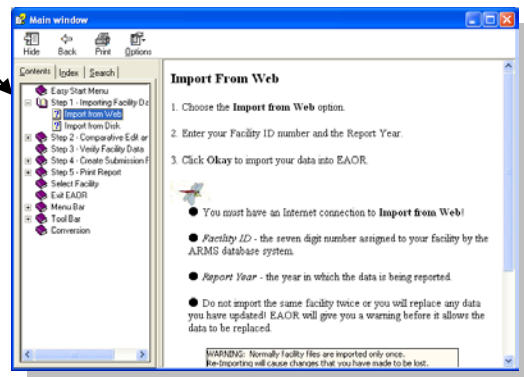 Main window
Hide Back Print Options
Contents Index Search
Easy Start Menu
Step 1 - Importing Facility Da
Import from Web
Import from Disk
Step 2 - Comparative Edit ar
Step 3 - Verify Facility Data
Step 4 - Create Submission F
Step 5 - Print Report
Select Facility
Exit EAOR
Menu Bar
Tool Bar
Conversion
Import From Web
1. Choose the Import from Web option.
2. Enter your Facility ID number and the Report Year.
3. Click Okay to import your data into EAOR.
● You must have an Internet connection to Import from Web!
● Facility ID - the seven digit number assigned to your facility by the
ARMS database system.
● Report Year - the year in which the data is being reported.
● Do not import the same facility twice or you will replace any data
you have updated! EAOR will give you a warning before it allows the
data to be replaced.
WARNING: Normally facility files are imported only once.
Re-Importing will cause changes that you have made to be lost.